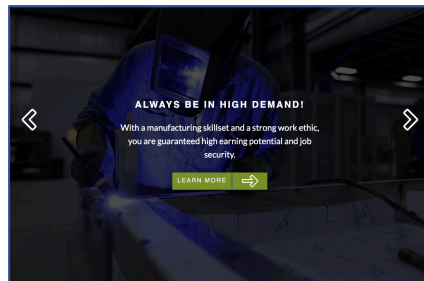 ALWAYS BE IN HIGH DEMAND!
With a manufacturing skillset and a strong work ethic,
you are guaranteed high earning potential and job
security.
LEARN MORE